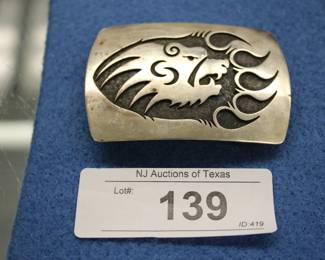 NJ Auctions of Texas
Lot#:
139
ID:419